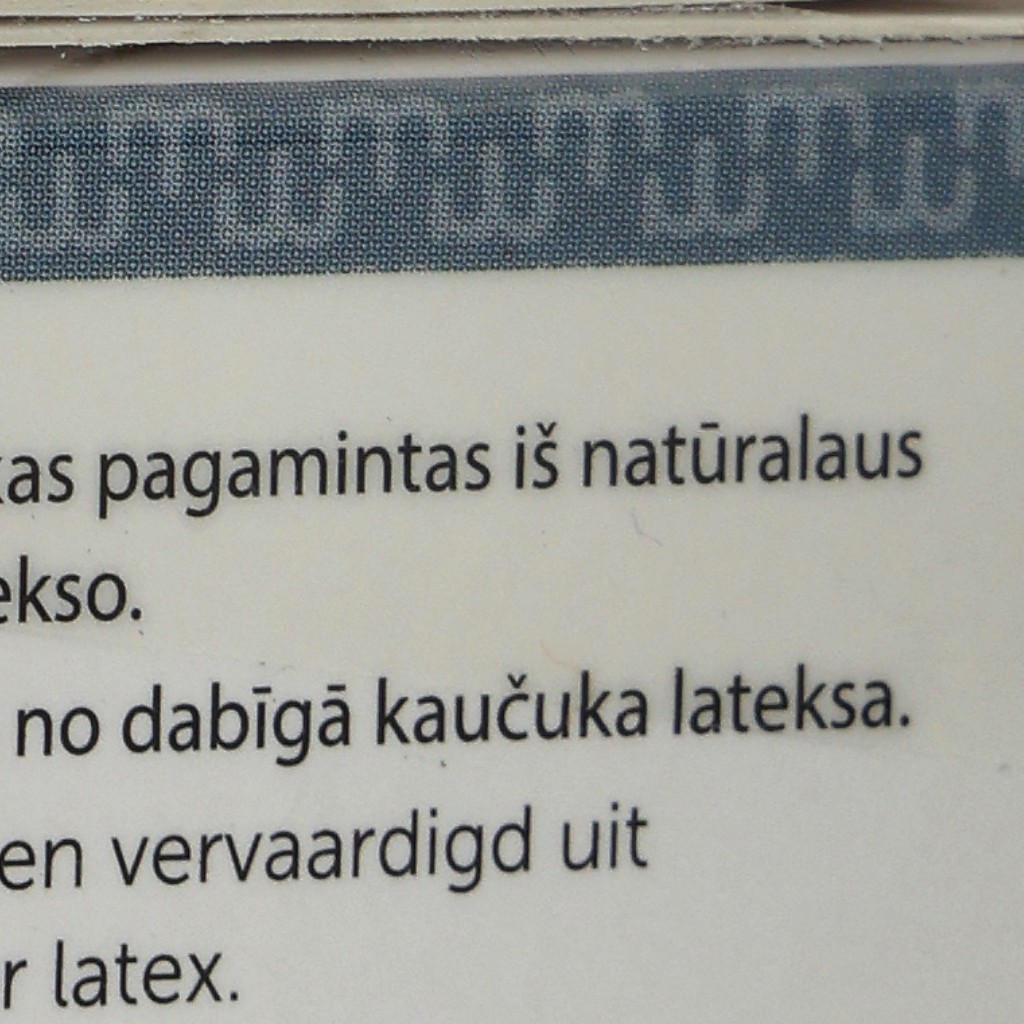 kas pagamintas iš natūralaus
ekso.
no dabīgā kaučuka lateksa.
en vervaardigd uit
r latex.